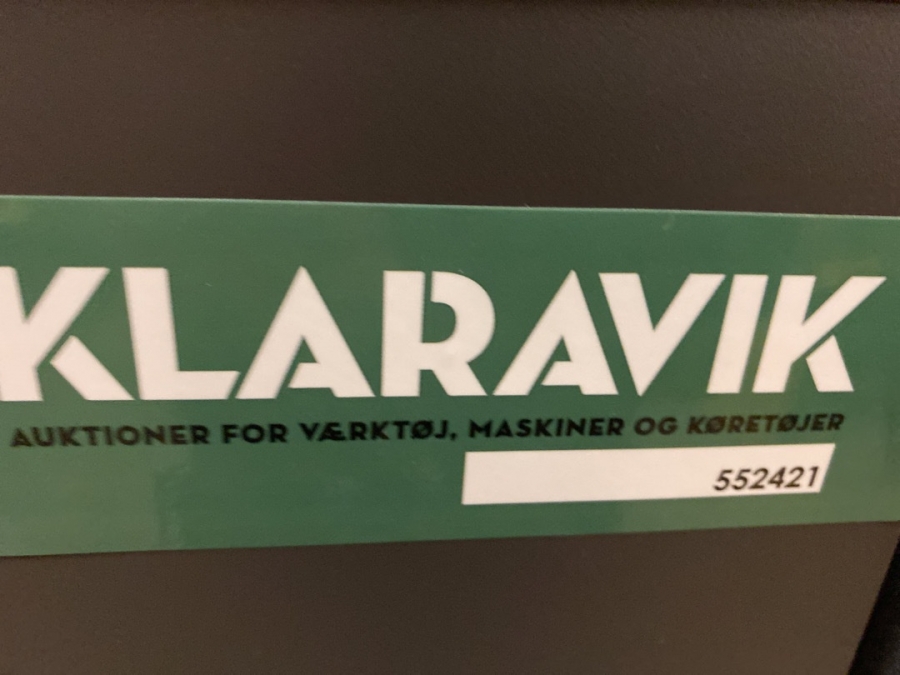 KLARAVIK
AUKTIONER FOR VÆRKTØJ, MASKINER OG KØRETØJER
552421